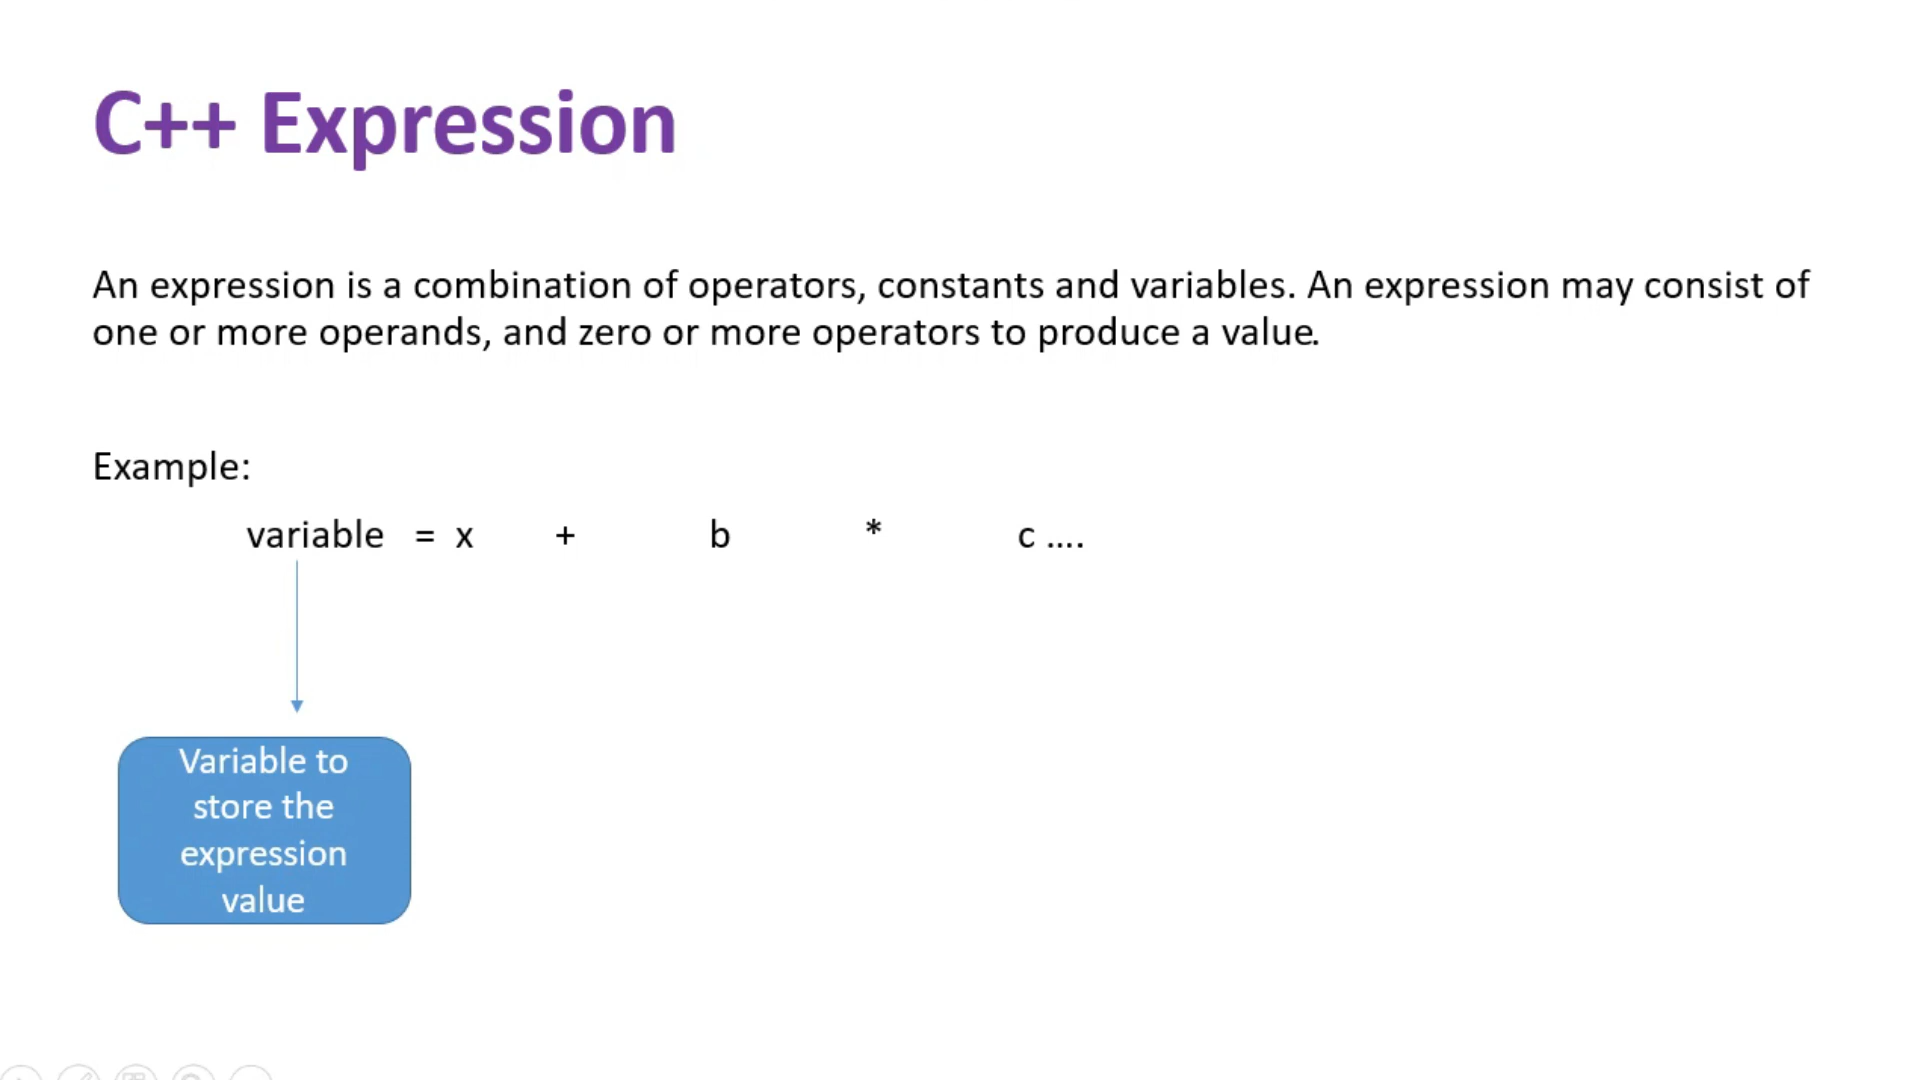 C++ Expression
An expression is a combination of operators, constants and variables. An expression may consist of
one or more operands, and zero or more operators to produce a value.
Example:
variable = x + b * c ....
Variable to
store the
expression
value